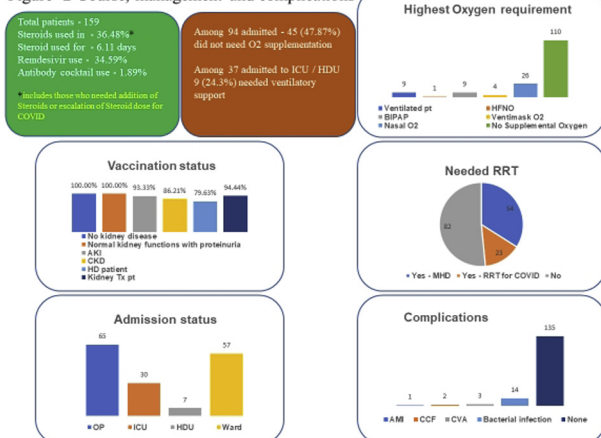 Total patients - 159
Steroids used in - 36.48%*
Steroid used for - 6.11 days
Remdesivir use - 34.59%
Antibody cocktail use - 1.89%
*includes those who needed addition of
Steroids or escalation of Steroid dose for
COVID
Among 94 admitted - 45 (47.87%)
did not need O2 supplementation
Among 37 admitted to ICU / HDU
9 (24.3%) needed ventilatory
support
Highest Oxygen requirement
9 1 9 4 26 110
Ventilated pt HFNO
BIPAP Ventimask O2
Nasal O2 No Supplemental Oxygen
Vaccination status
100.00% 100.00% 93.33% 86.21% 79.63% 94.44%
No kidney disease
Normal kidney functions with proteinuria
AKI
CKD
HD patient
Kidney Tx pt
Needed RRT
54
23
82
Yes - MHD Yes - RRT for COVID No
Admission status
65 30 7 57
OP ICU HDU Ward
Complications
1 2 3 14 135
AMI CCF CVA Bacterial infection None